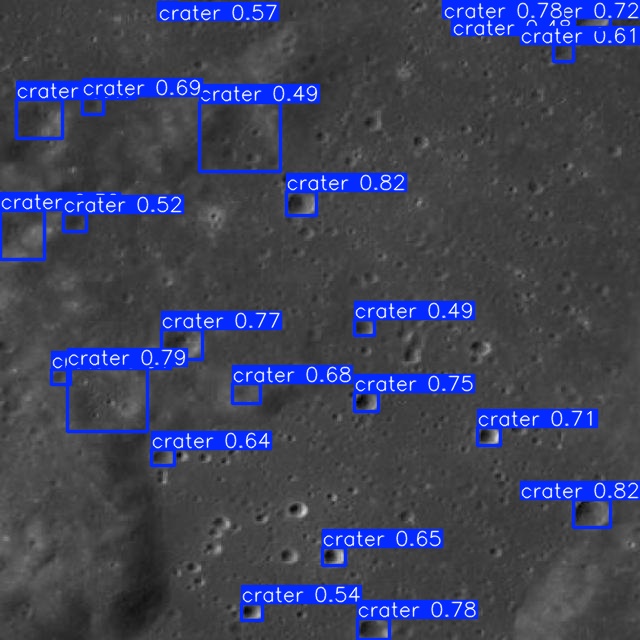 crater 0.57
crater 0.78
er 0.72
crater
crater 0.61
crater
crater 0.69
crater 0.49
crater 0.82
crater
crater 0.52
crater 0.77
crater 0.49
crater 0.79
crater 0.68
crater 0.75
crater 0.71
crater 0.64
crater 0.82
crater 0.65
crater 0.54
crater 0.78